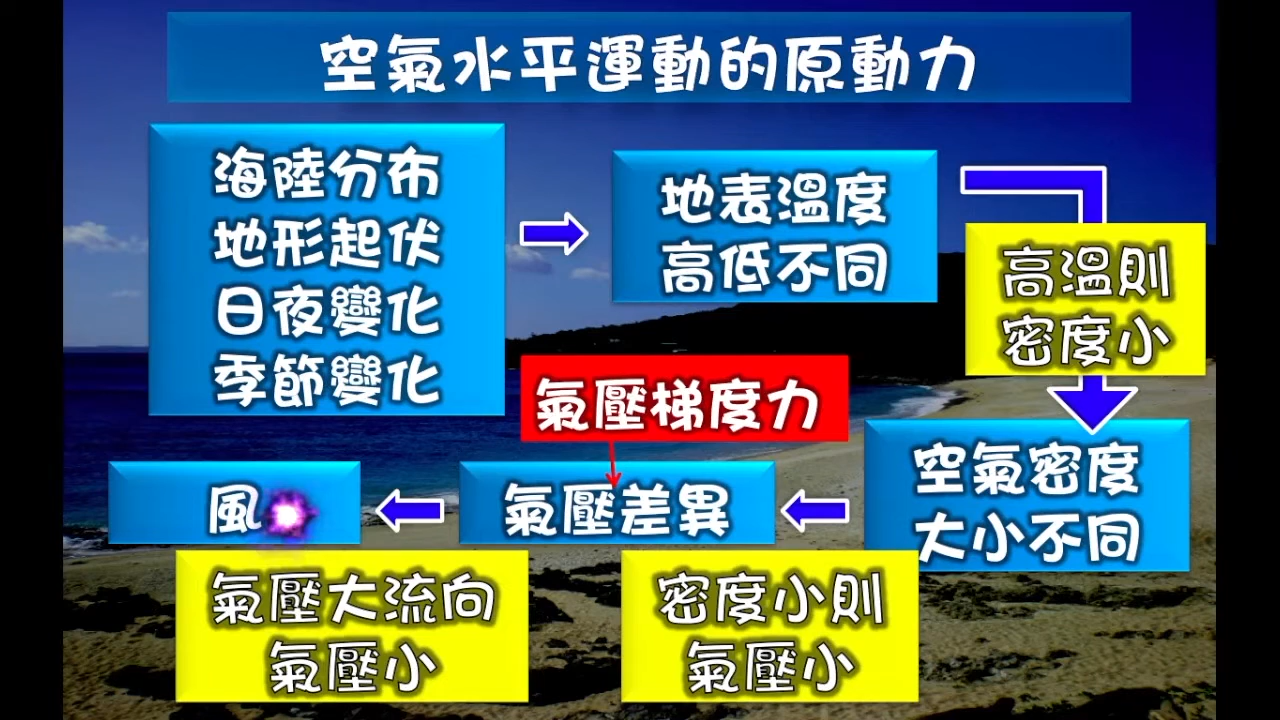 空氣水平運動的原動力
海陸分布
地形起伏
日夜變化
季節變化
地表溫度
高低不同
高溫則
密度小
空氣密度
大小不同
氣壓梯度力
氣壓差異
密度小則
氣壓小
風
氣壓大流向
氣壓小